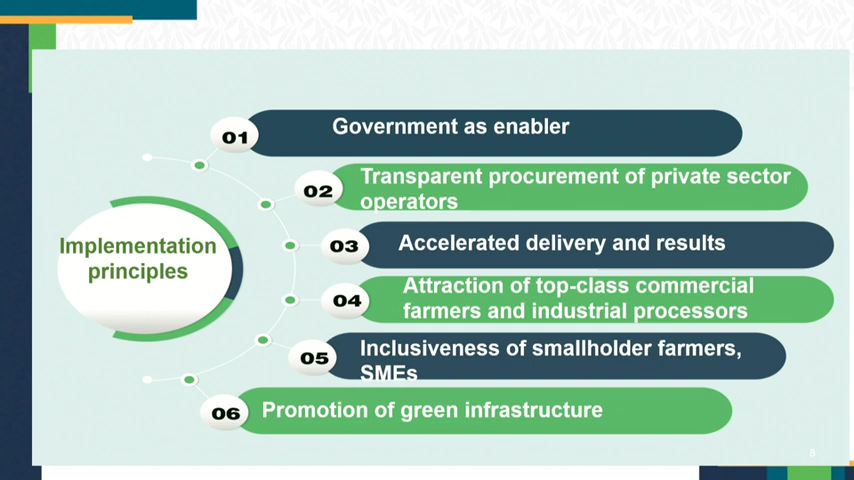 01
Government as enabler
02
Transparent procurement of private sector
operators
Implementation
principles
03
Accelerated delivery and results
04
Attraction of top-class commercial
farmers and industrial processors
05
Inclusiveness of smallholder farmers,
SMEs
06
Promotion of green infrastructure
8